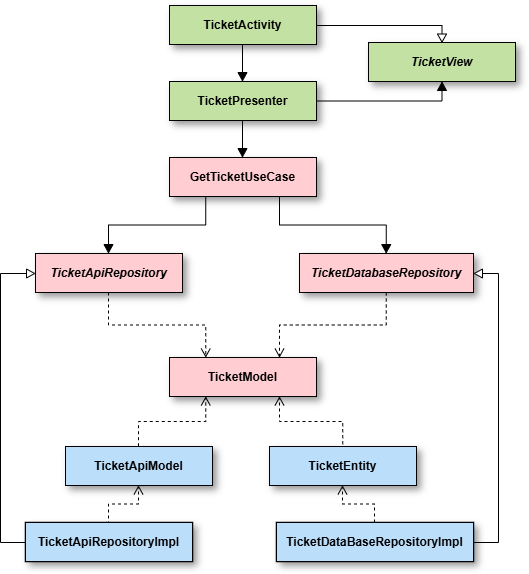 TicketActivity
TicketView
TicketPresenter
GetTicketUseCase
TicketApiRepository
TicketDatabaseRepository
TicketModel
TicketApiModel
TicketEntity
TicketApiRepositoryImpl
TicketDataBaseRepositoryImpl